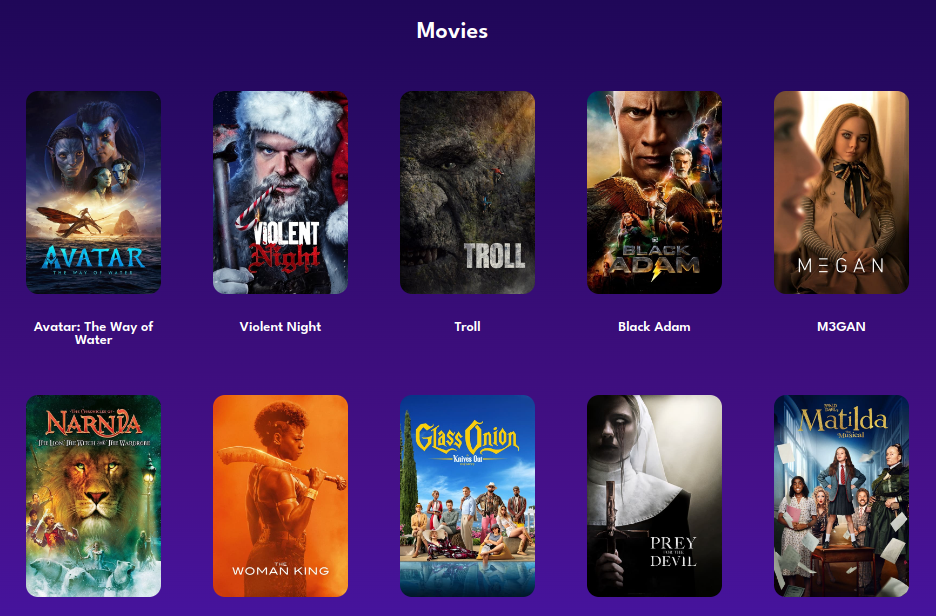 Movies
AVATAR
THE WAY OF WATER
VIOLENT
Night
TROLL
DC
BLACK
ADAM
MƎGAN
Avatar: The Way of
Water
Violent Night
Troll
Black Adam
M3GAN
THE CHRONICLES OF
NARNIA
THE LION, THE WITCH AND THE WARDROBE
THE
WOMAN KING
Glass Onion
Knives Out
PREY
FOR THE
DEVIL
ROALD
DAHL'S
Matilda
The Musical